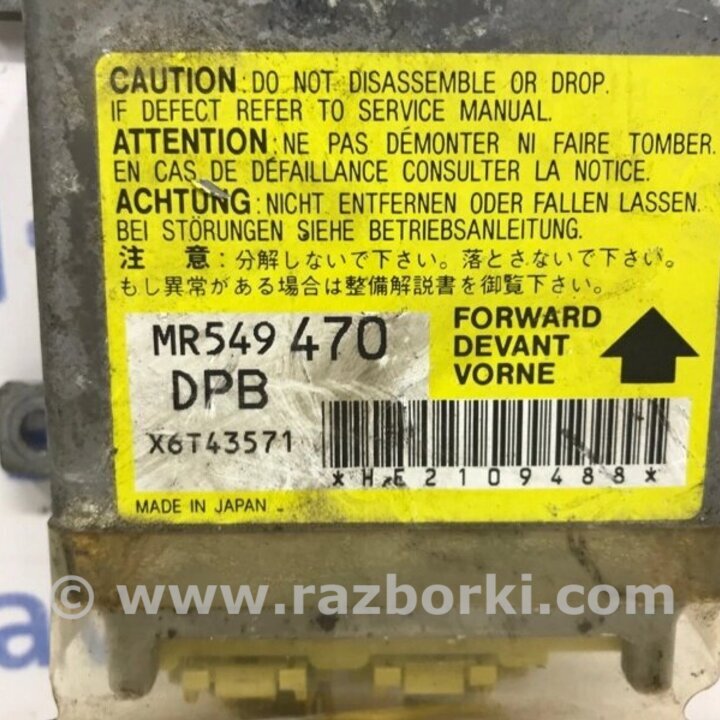 CAUTION : DO NOT DISASSEMBLE OR DROP.
IF DEFECT REFER TO SERVICE MANUAL.
ATTENTION : NE PAS DÉMONTER NI FAIRE TOMBER.
EN CAS DE DÉFAILLANCE CONSULTER LA NOTICE.
ACHTUNG : NICHT ENTFERNEN ODER FALLEN LASSEN.
BEI STÖRUNGEN SIEHE BETRIEBSANLEITUNG.
注 意 : 分解しないで下さい。落とさないで下さい。
もし異常がある場合は整備解説書を御覧下さい。
MR549 470
DPB
X6T43571
FORWARD
DEVANT
VORNE
*HE2109488*
MADE IN JAPAN
© www.razborki.com